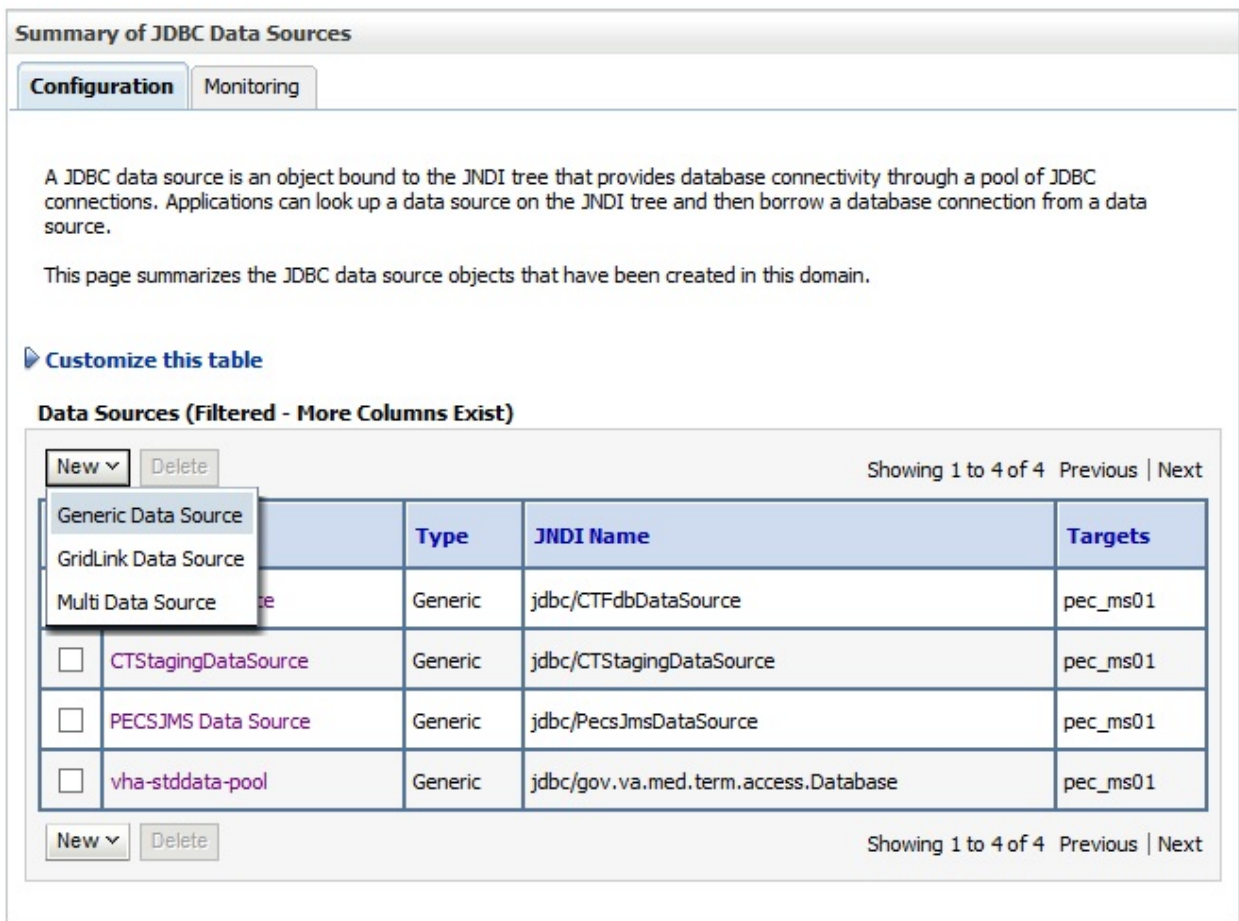 Summary of JDBC Data Sources
Configuration
Monitoring
A JDBC data source is an object bound to the JNDI tree that provides database connectivity through a pool of JDBC
connections. Applications can look up a data source on the JNDI tree and then borrow a database connection from a data
source.
This page summarizes the JDBC data source objects that have been created in this domain.
Customize this table
Data Sources (Filtered - More Columns Exist)
New Delete Showing 1 to 4 of 4 Previous | Next
Generic Data Source
GridLink Data Source
Multi Data Source
Type JNDI Name Targets
Generic jdbc/CTFdbDataSource pec_ms01
CTStagingDataSource Generic jdbc/CTStagingDataSource pec_ms01
PECSJMS Data Source Generic jdbc/PecsJmsDataSource pec_ms01
vha-stddata-pool Generic jdbc/gov.va.med.term.access.Database pec_ms01
New Delete Showing 1 to 4 of 4 Previous | Next